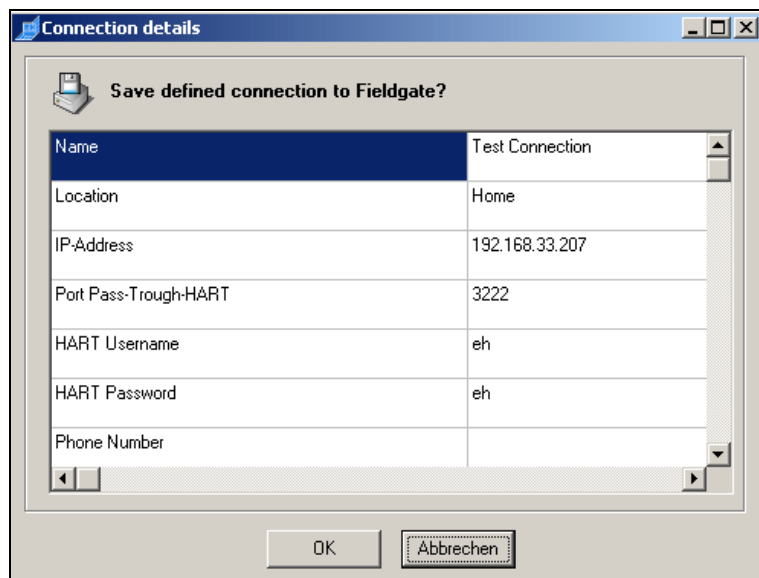 Connection details
Save defined connection to Fieldgate?
Name Test Connection
Location Home
IP-Address 192.168.33.207
Port Pass-Trough-HART 3222
HART Username eh
HART Password eh
Phone Number
OK Abbrechen